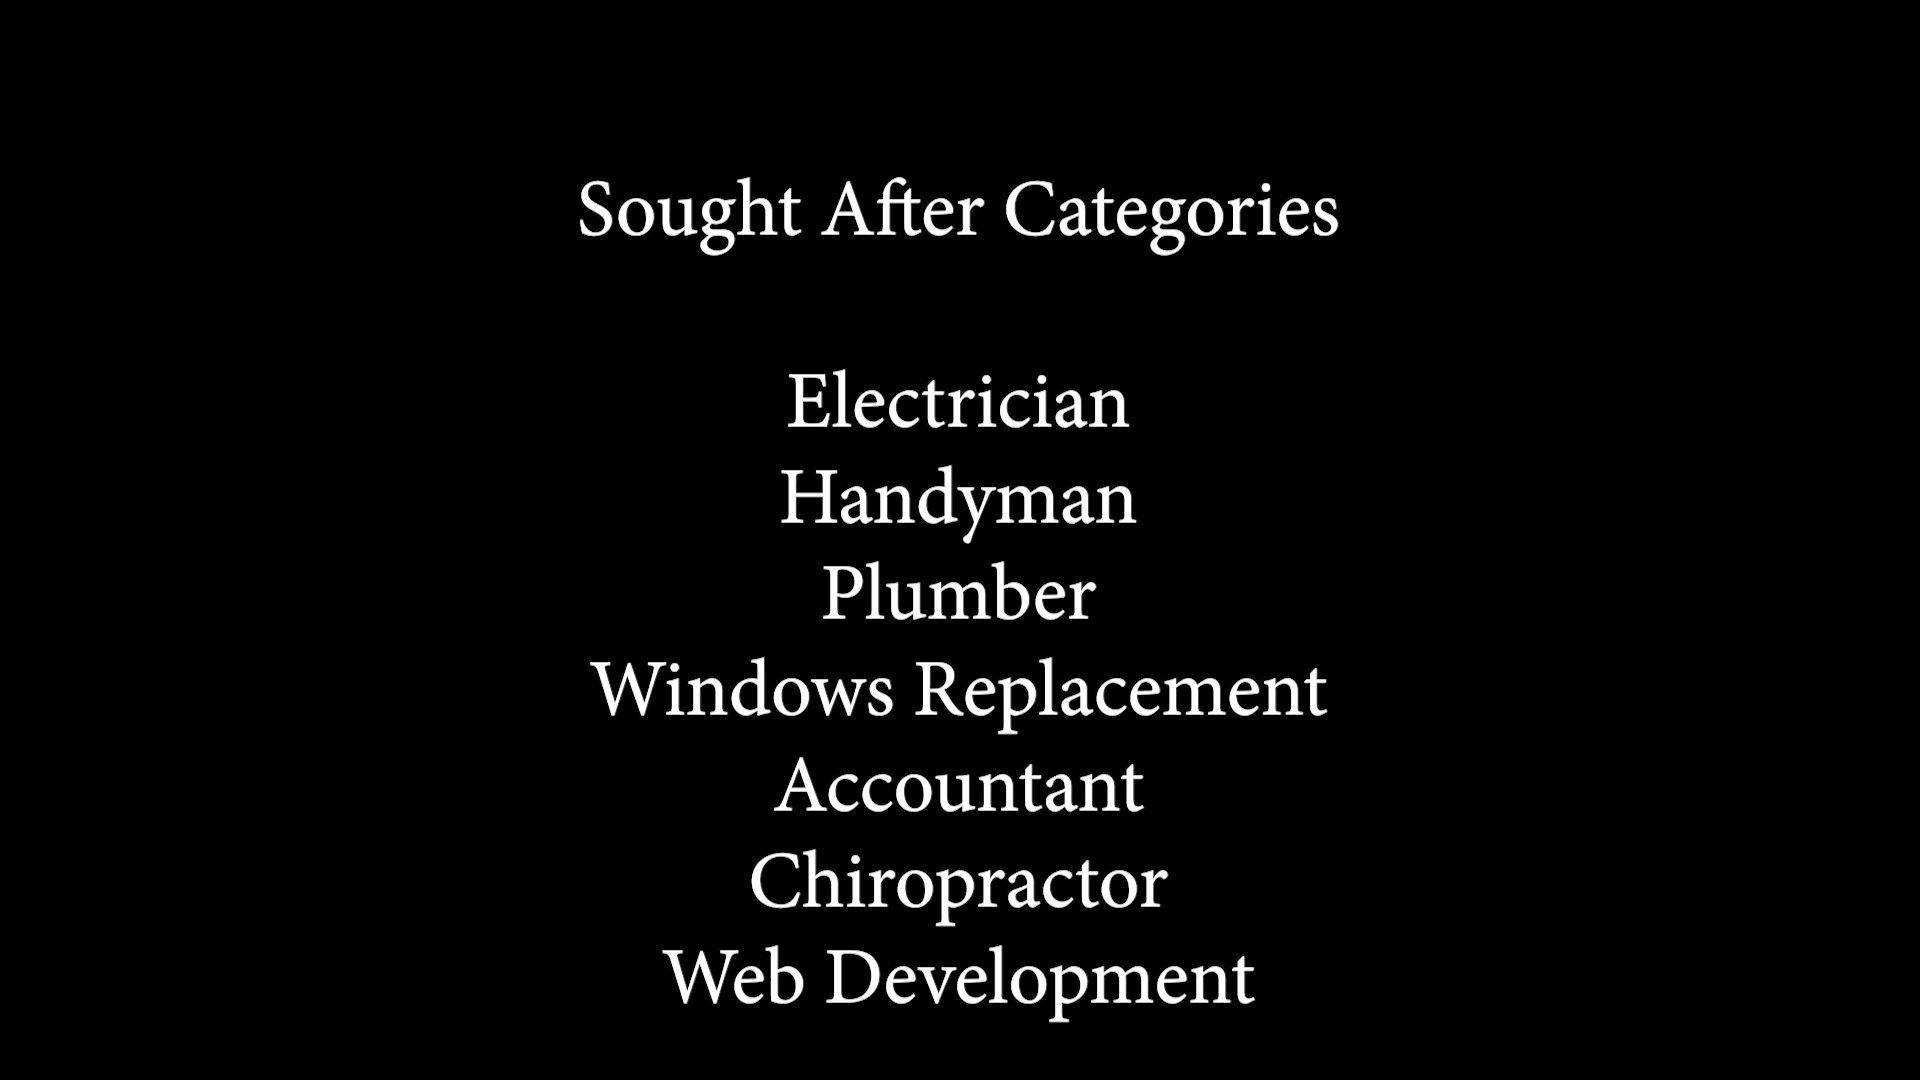 Sought After Categories
Electrician
Handyman
Plumber
Windows Replacement
Accountant
Chiropractor
Web Development